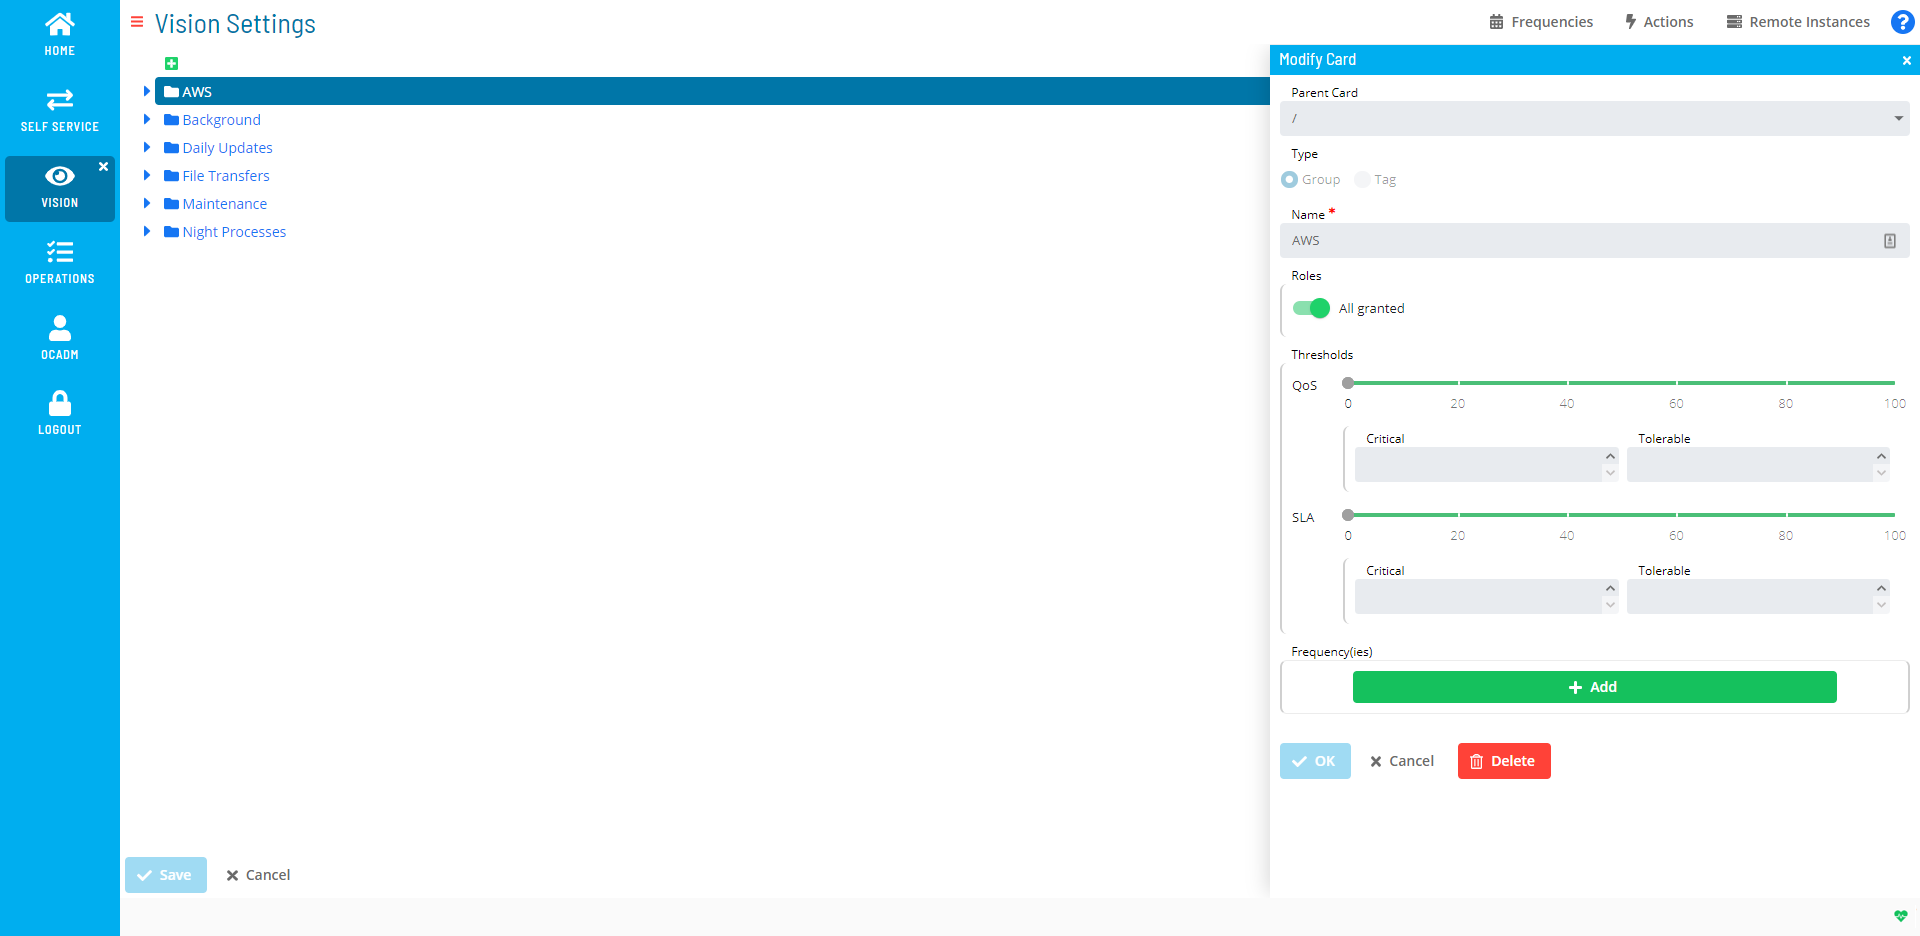 HOME
SELF SERVICE
VISION
OPERATIONS
OCADM
LOGOUT
Vision Settings
Frequencies
Actions
Remote Instances
?
AWS
Background
Daily Updates
File Transfers
Maintenance
Night Processes
Save
Cancel
Modify Card
Parent Card
/
Type
Group
Tag
Name *
AWS
Roles
All granted
Thresholds
QoS
0 20 40 60 80 100
Critical
Tolerable
SLA
0 20 40 60 80 100
Critical
Tolerable
Frequency(ies)
Add
OK
Cancel
Delete